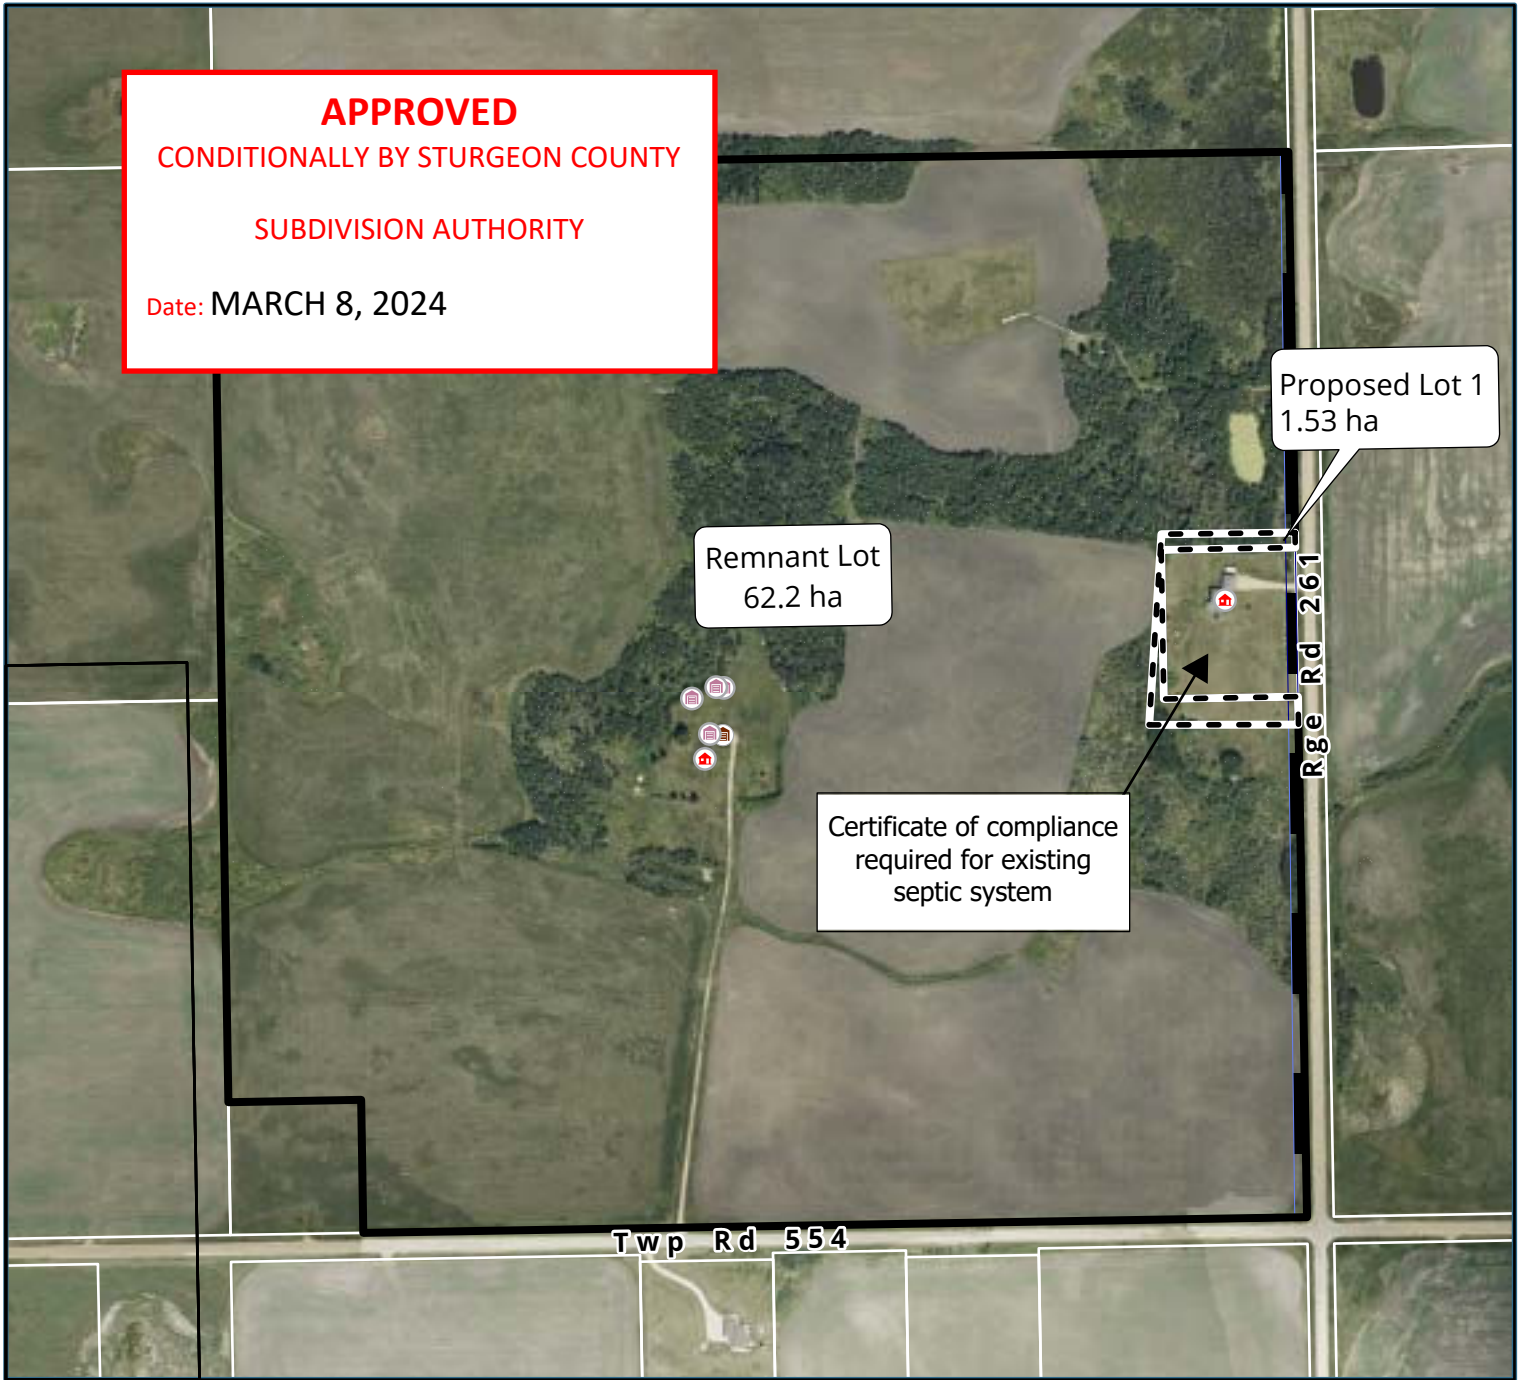 APPROVED
CONDITIONALLY BY STURGEON COUNTY
SUBDIVISION AUTHORITY
Date: MARCH 8, 2024
Proposed Lot 1
1.53 ha
Remnant Lot
62.2 ha
Rge Rd 261
Certificate of compliance
required for existing
septic system
Twp Rd 554